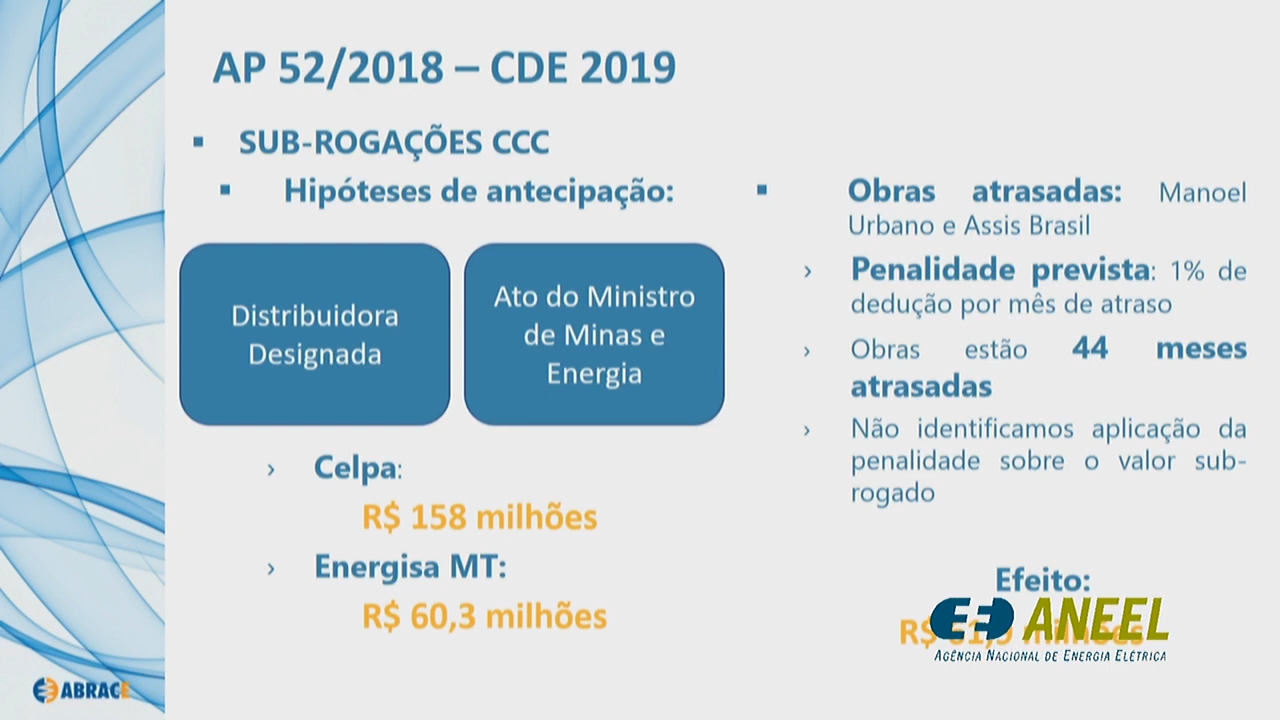 AP 52/2018 – CDE 2019
▪ SUB-ROGAÇÕES CCC
▪ Hipóteses de antecipação:
Distribuidora
Designada
Ato do Ministro
de Minas e
Energia
› Celpa:
R$ 158 milhões
› Energisa MT:
R$ 60,3 milhões
▪ Obras atrasadas: Manoel
Urbano e Assis Brasil
› Penalidade prevista: 1% de
dedução por mês de atraso
› Obras estão 44 meses
atrasadas
› Não identificamos aplicação da
penalidade sobre o valor sub-
rogado
Efeito:
R$
ANEEL
AGÊNCIA NACIONAL DE ENERGIA ELÉTRICA
ABRACE